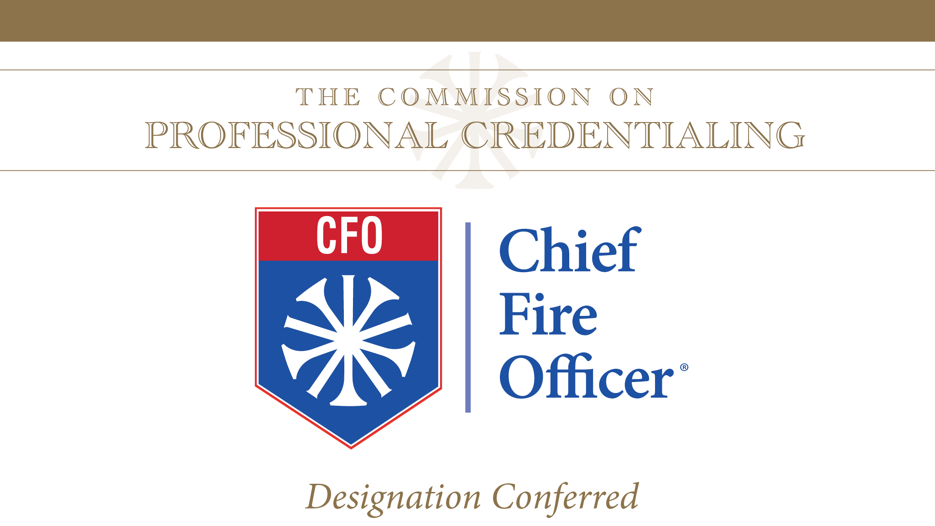 THE COMMISSION ON
PROFESSIONAL CREDENTIALING
CFO
Chief
Fire
Officer®
Designation Conferred